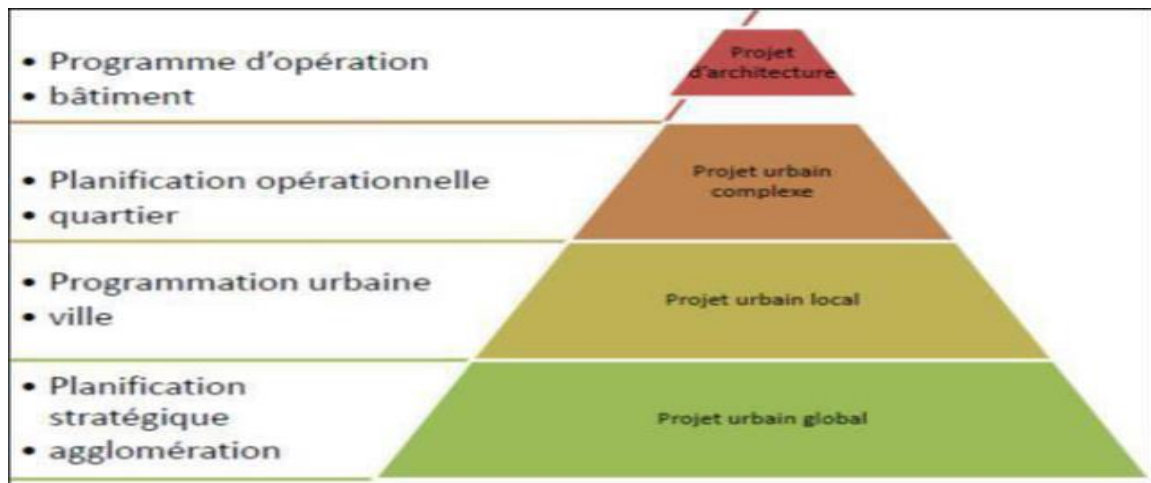 • Programme d'opération
• bâtiment
Projet
d'architecture
• Planification opérationnelle
• quartier
Projet urbain
complexe
• Programmation urbaine
• ville
Projet urbain local
• Planification
stratégique
• agglomération
Projet urbain global